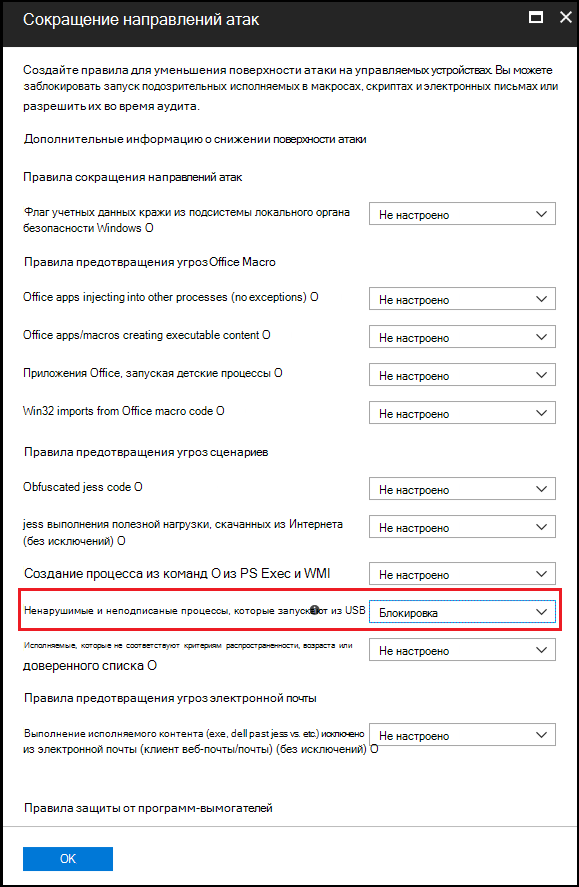 Сокращение направлений атак
Создайте правила для уменьшения поверхности атаки на управляемых устройствах. Вы можете
заблокировать запуск подозрительных исполняемых в макросах, скриптах и электронных письмах или
разрешить их во время аудита.
Дополнительные информацию о снижении поверхности атаки
Правила сокращения направлений атак
Флаг учетных данных кражи из подсистемы локального органа
безопасности Windows O
Не настроено
Правила предотвращения угроз Office Macro
Office apps injecting into other processes (no exceptions) O
Не настроено
Office apps/macros creating executable content O
Не настроено
Приложения Office, запуская детские процессы O
Не настроено
Win32 imports from Office macro code O
Не настроено
Правила предотвращения угроз сценариев
Obfuscated jess code O
Не настроено
jess выполнения полезной нагрузки, скачанных из Интернета
(без исключений) O
Не настроено
Создание процесса из команд O из PS Exec и WMI
Не настроено
Ненарушимые и неподписаные процессы, которые запускают из USB
Блокировка
Исполняемые, которые не соответствуют критериям распространенности, возраста или
доверенного списка O
Не настроено
Правила предотвращения угроз электронной почты
Выполнение исполняемого контента (exe, dell past jess vs. etc.) исключено
из электронной почты (клиент веб-почты/почты) (без исключений) O
Не настроено
Правила защиты от программ-вымогателей
OK